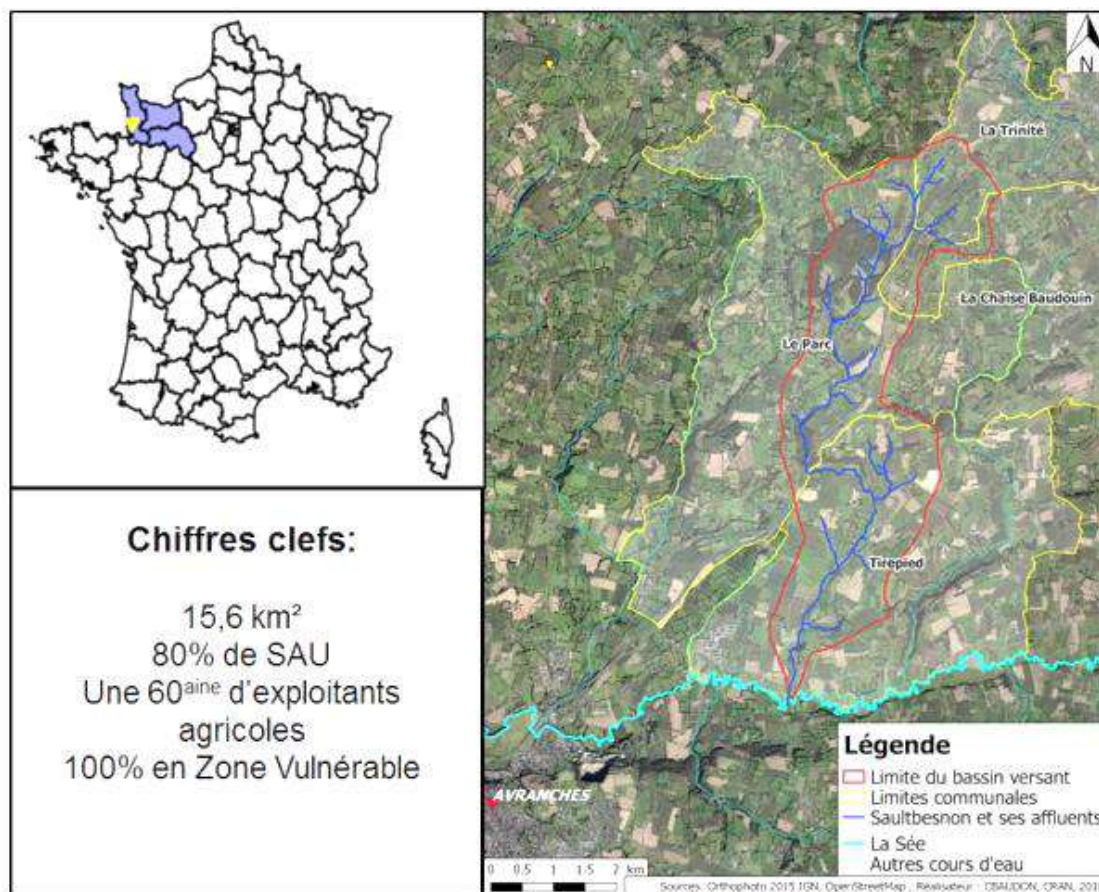 Chiffres clefs:
15,6 km²
80% de SAU
Une 60aine d'exploitants
agricoles
100% en Zone Vulnérable
N
La Trinité
La Chaise Baudouin
Le Parc
Tirepied
AVRANCHES
Légende
Limite du bassin versant
Limites communales
Saultbesnon et ses affluents
La Sée
Autres cours d'eau
0 0.5 1 1.5 2 km
Sources: Orthophoto 2015 IGN, OpenStreetMap, Réalisateur :